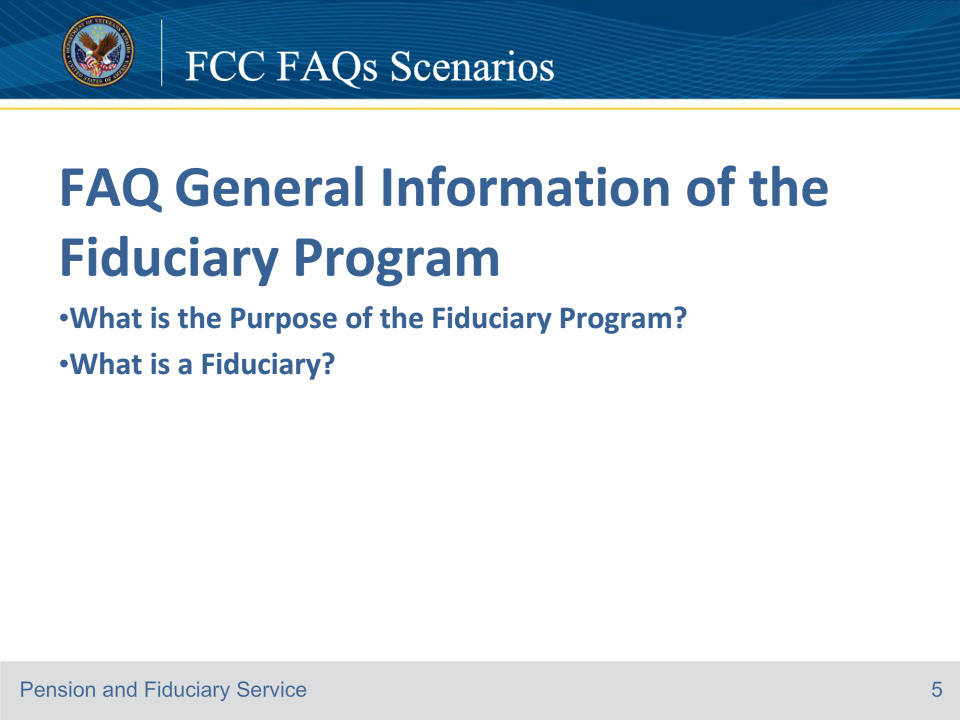 FCC FAQs Scenarios
FAQ General Information of the
Fiduciary Program
•What is the Purpose of the Fiduciary Program?
•What is a Fiduciary?
Pension and Fiduciary Service
5